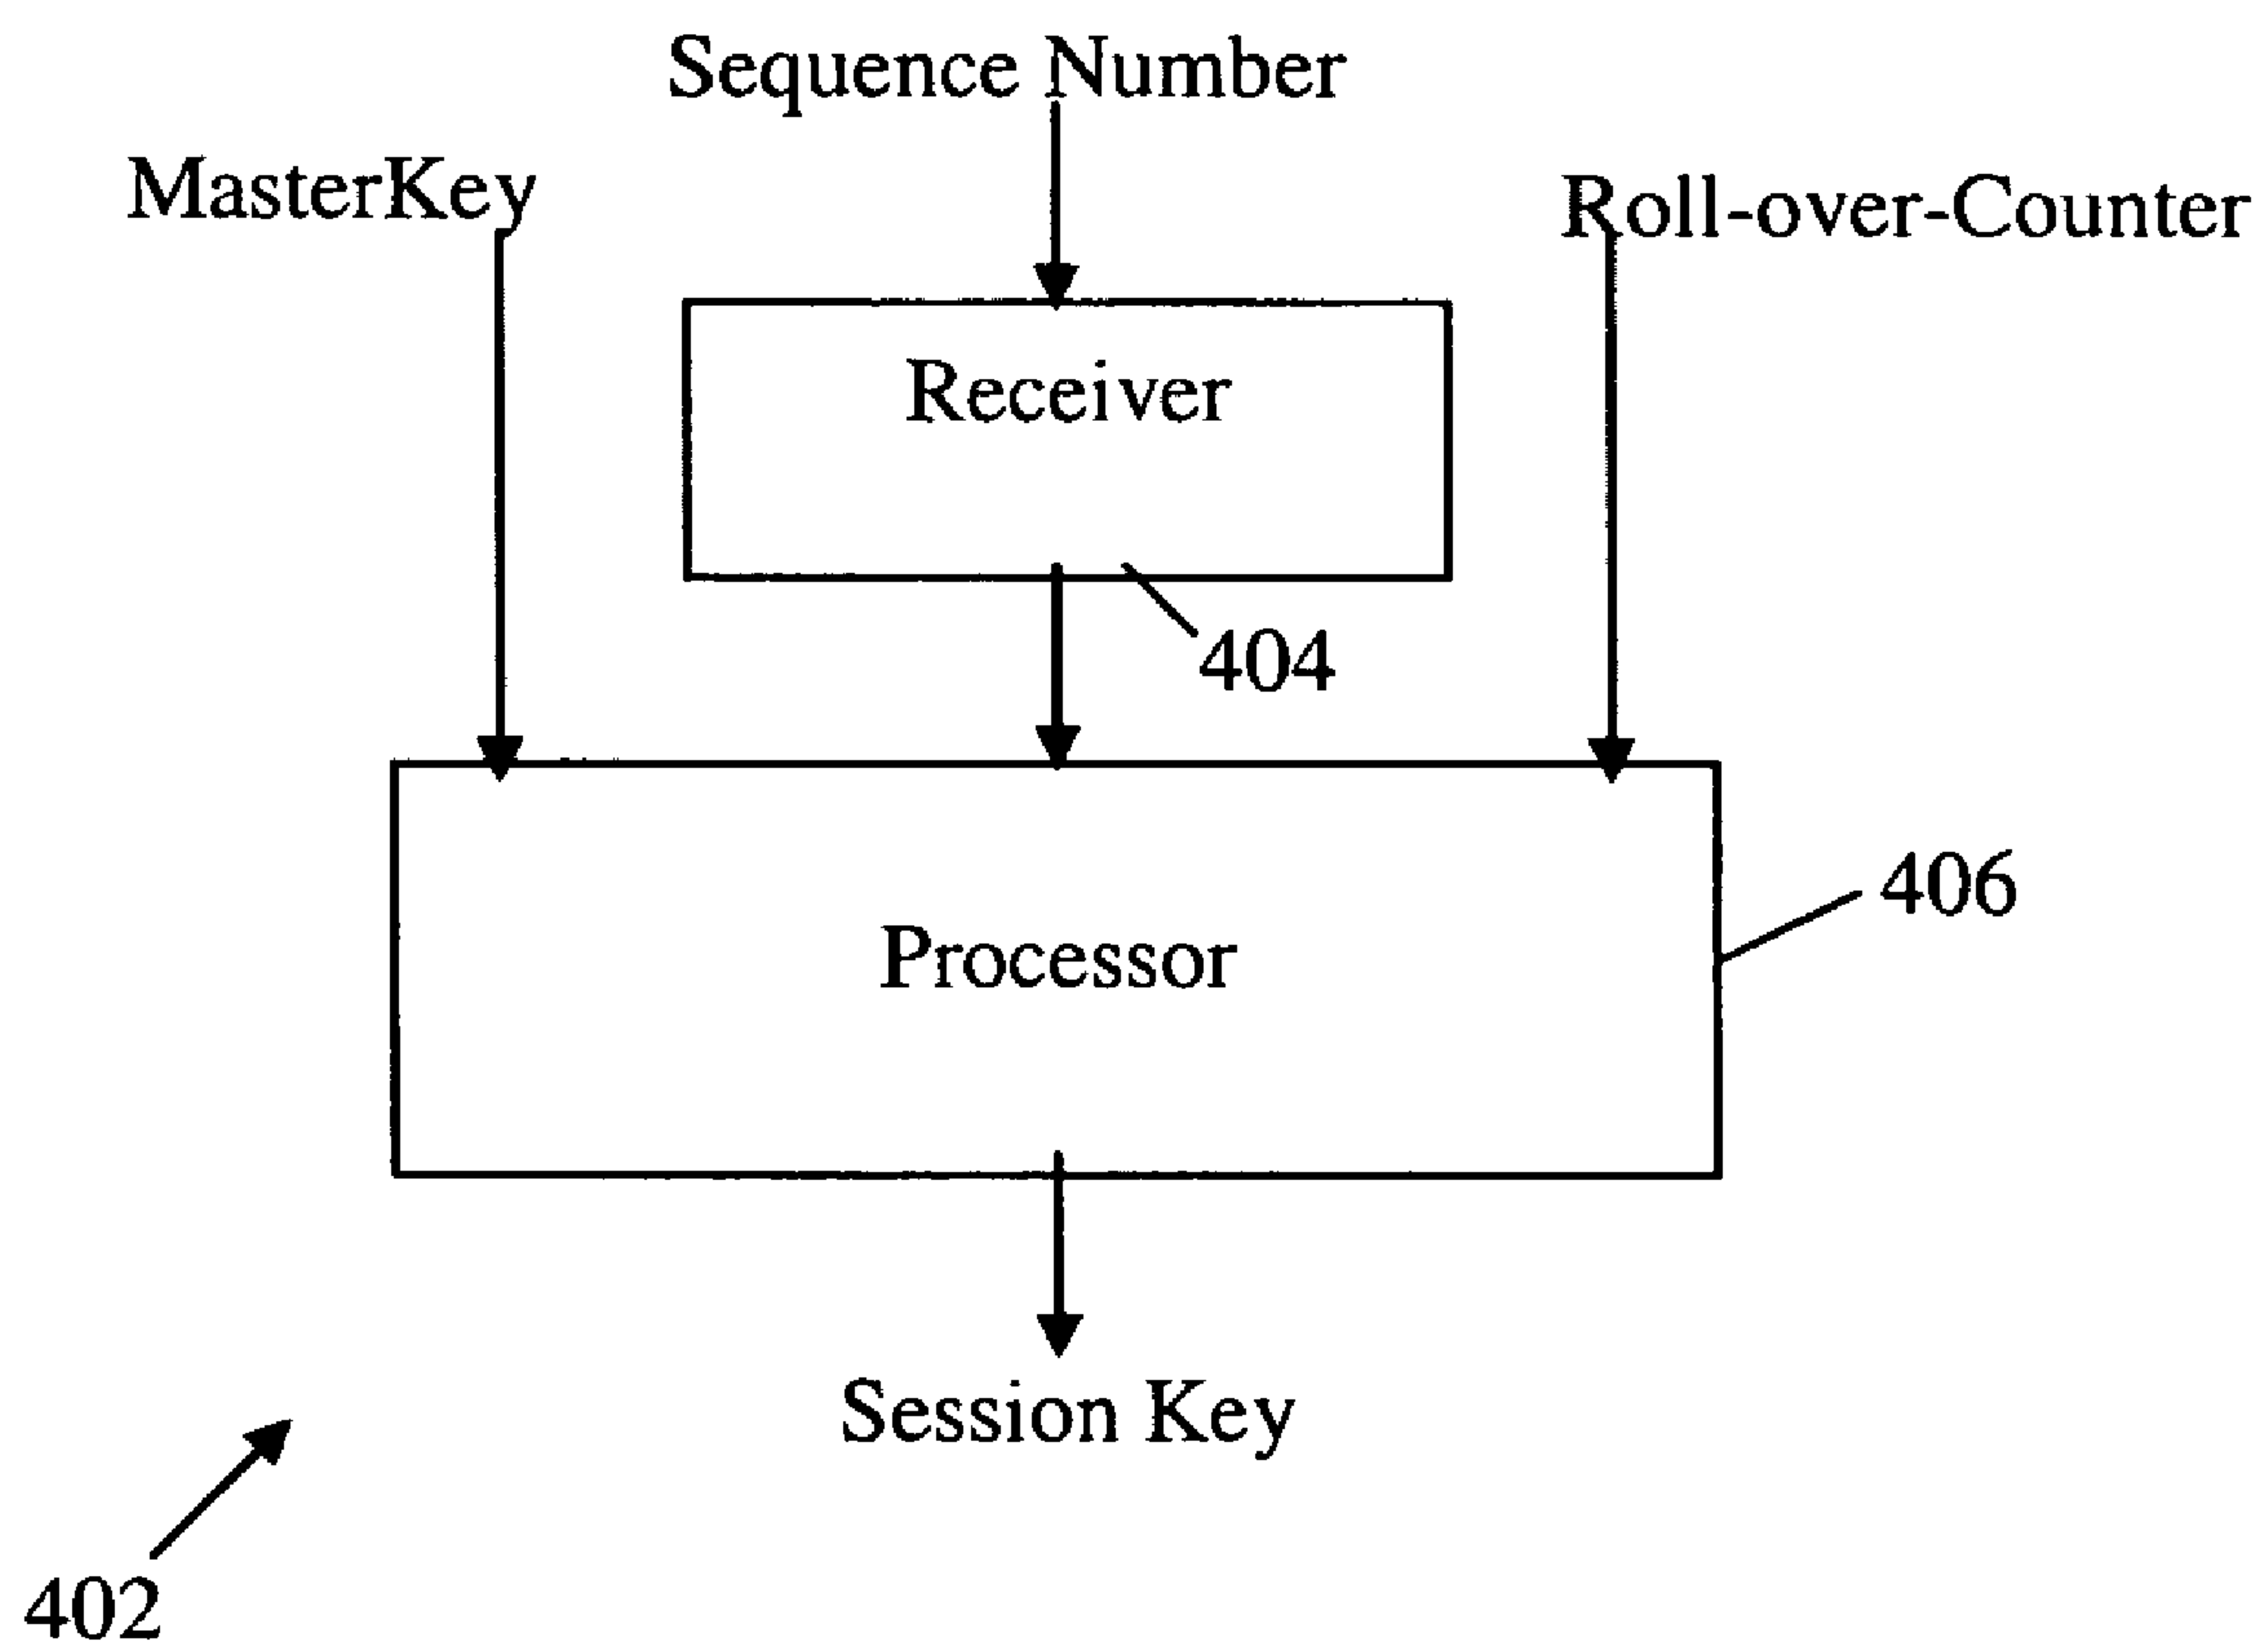 Sequence Number
MasterKey
Roll-over-Counter
Receiver
404
Processor
406
Session Key
402